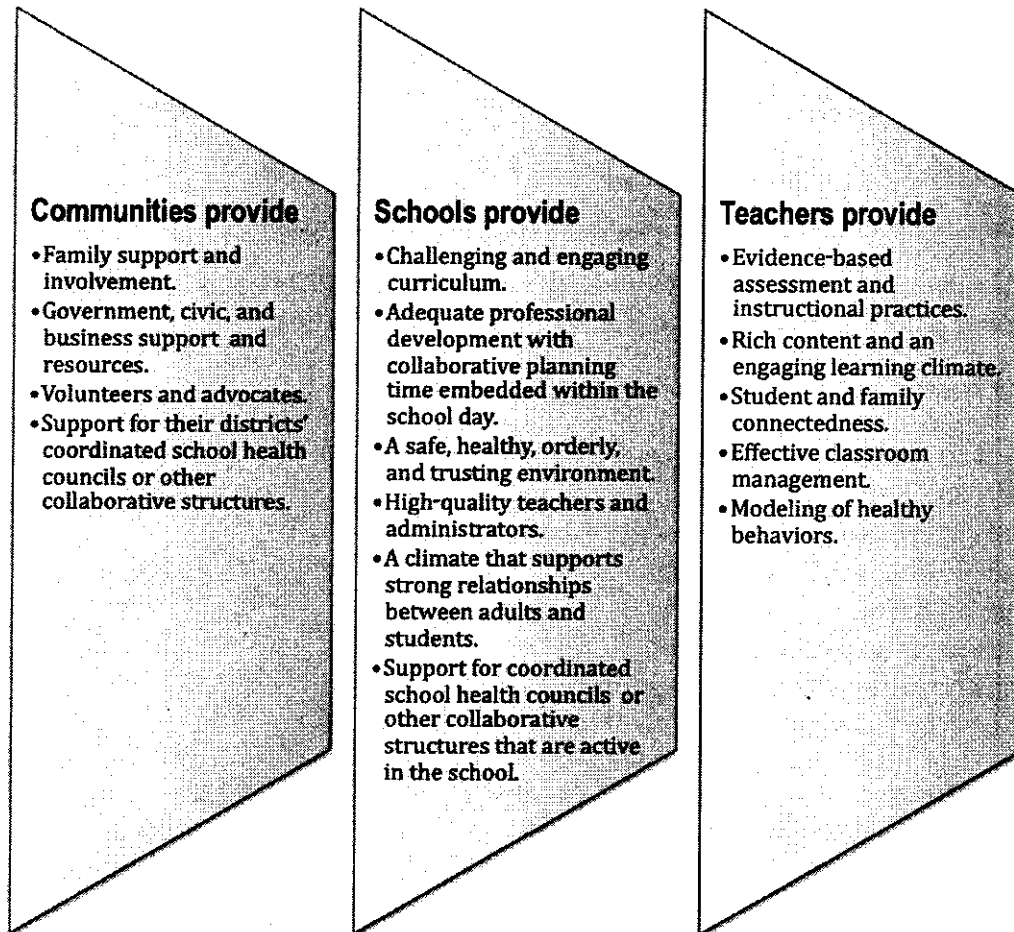 Communities provide
•Family support and
involvement.
•Government, civic, and
business support and
resources.
•Volunteers and advocates.
•Support for their districts'
coordinated school health
councils or other
collaborative structures.
Schools provide
•Challenging and engaging
curriculum.
•Adequate professional
development with
collaborative planning
time embedded within the
school day.
•A safe, healthy, orderly,
and trusting environment.
•High-quality teachers and
administrators.
•A climate that supports
strong relationships
between adults and
students.
•Support for coordinated
school health councils or
other collaborative
structures that are active
in the school.
Teachers provide
•Evidence-based
assessment and
instructional practices.
•Rich content and an
engaging learning climate.
•Student and family
connectedness.
•Effective classroom
management.
•Modeling of healthy
behaviors.